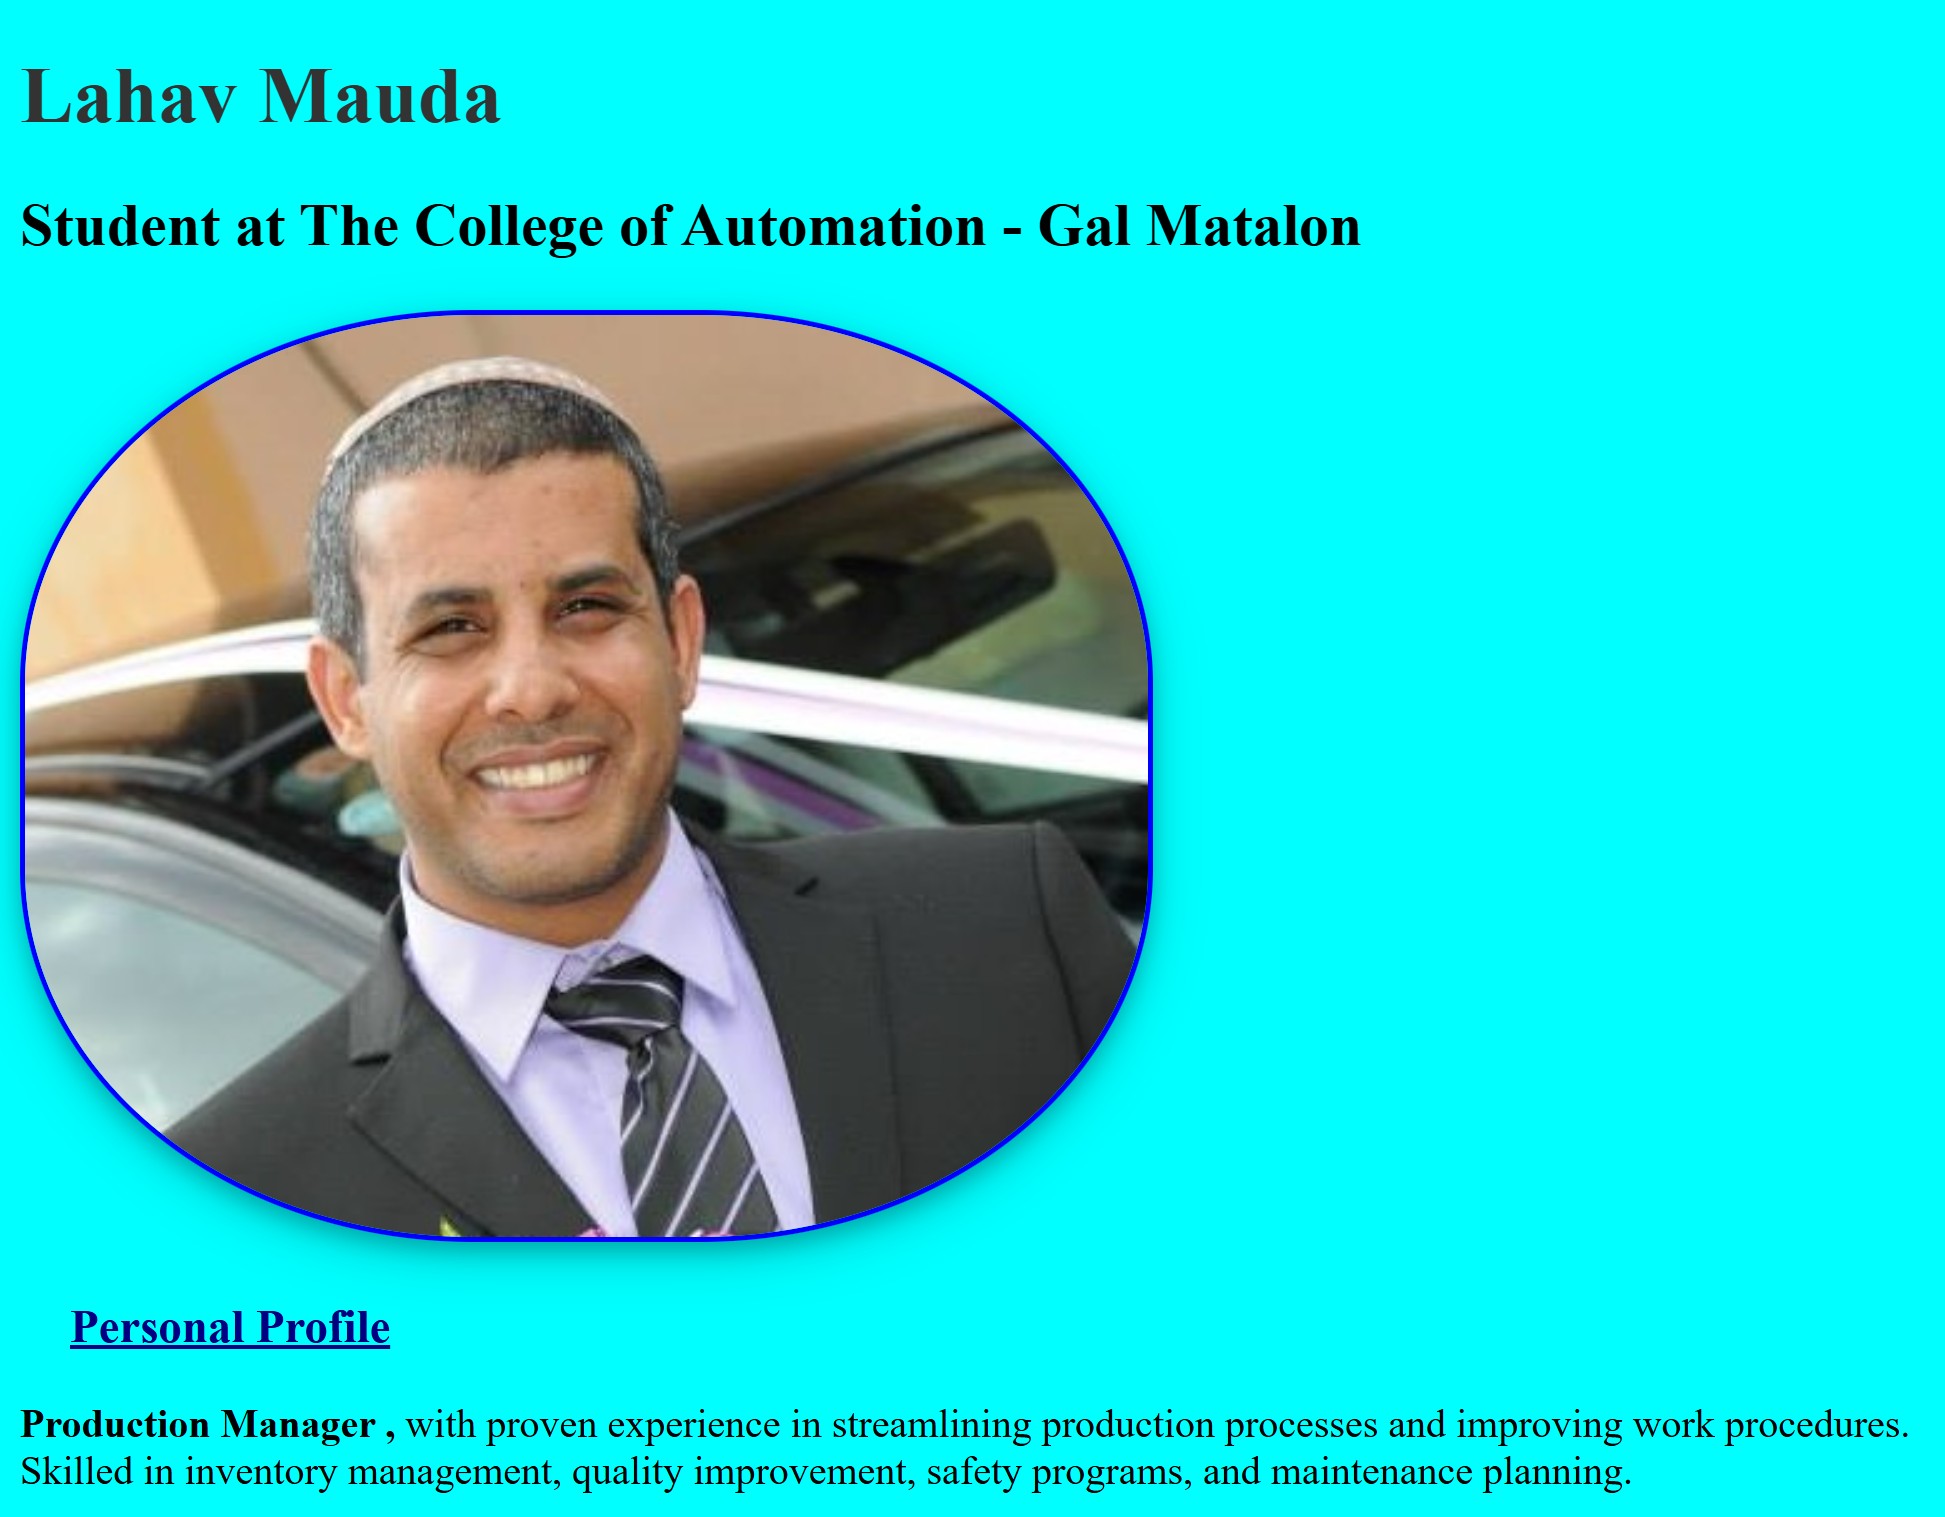 Lahav Mauda
Student at The College of Automation - Gal Matalon
Personal Profile
Production Manager , with proven experience in streamlining production processes and improving work procedures.
Skilled in inventory management, quality improvement, safety programs, and maintenance planning.